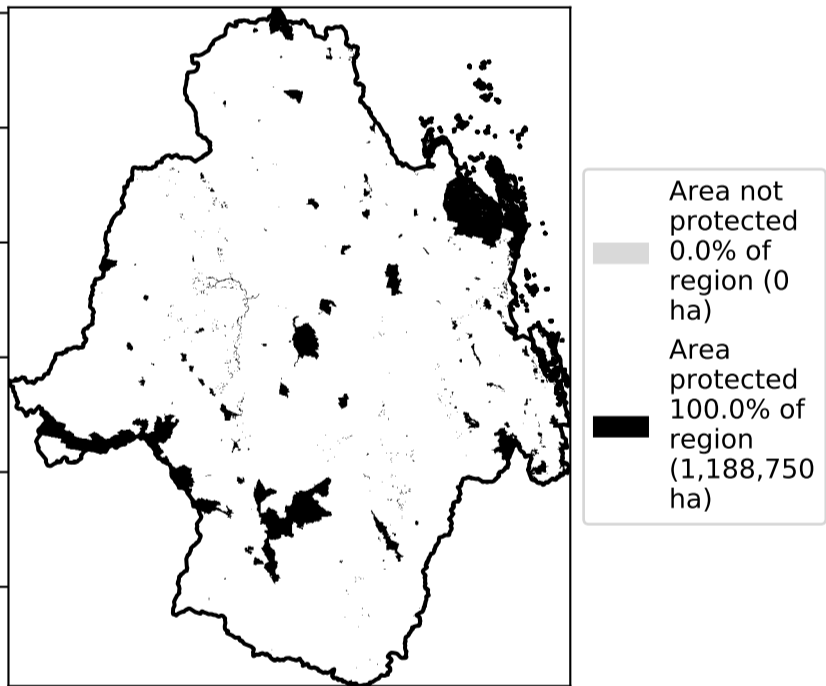 Area not
protected
0.0% of
region (0
ha)
Area
protected
100.0% of
region
(1,188,750
ha)